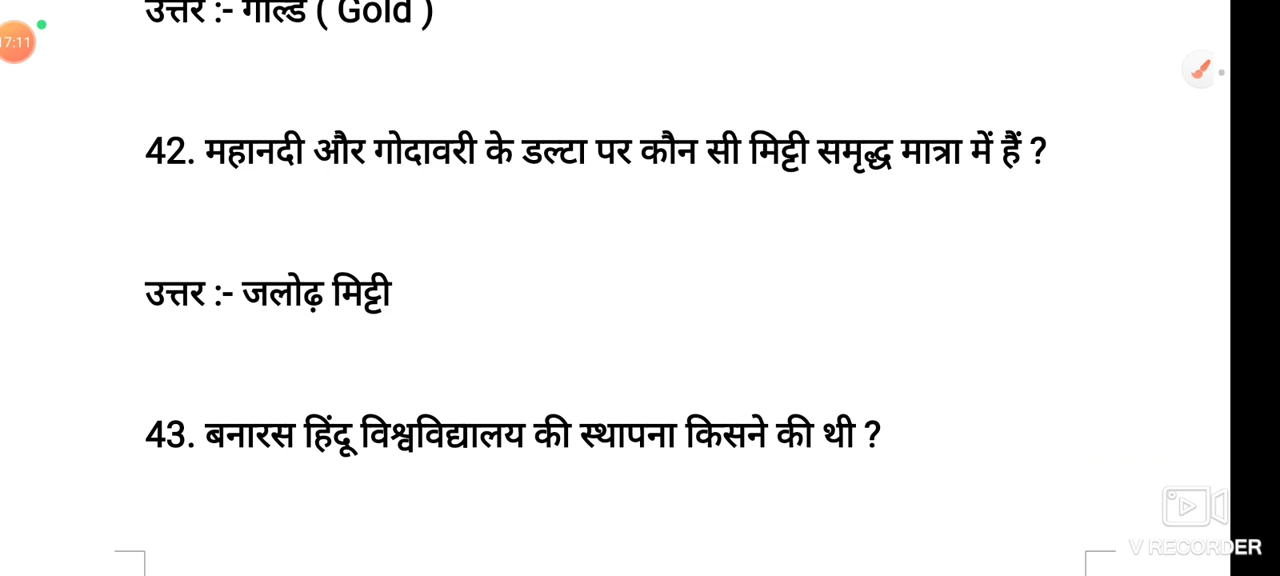 उत्तर :- गोल्ड ( Gold )
17:11
42. महानदी और गोदावरी के डल्टा पर कौन सी मिट्टी समृद्ध मात्रा में हैं ?
उत्तर :- जलोढ़ मिट्टी
43. बनारस हिंदू विश्वविद्यालय की स्थापना किसने की थी ?
V RECORDER